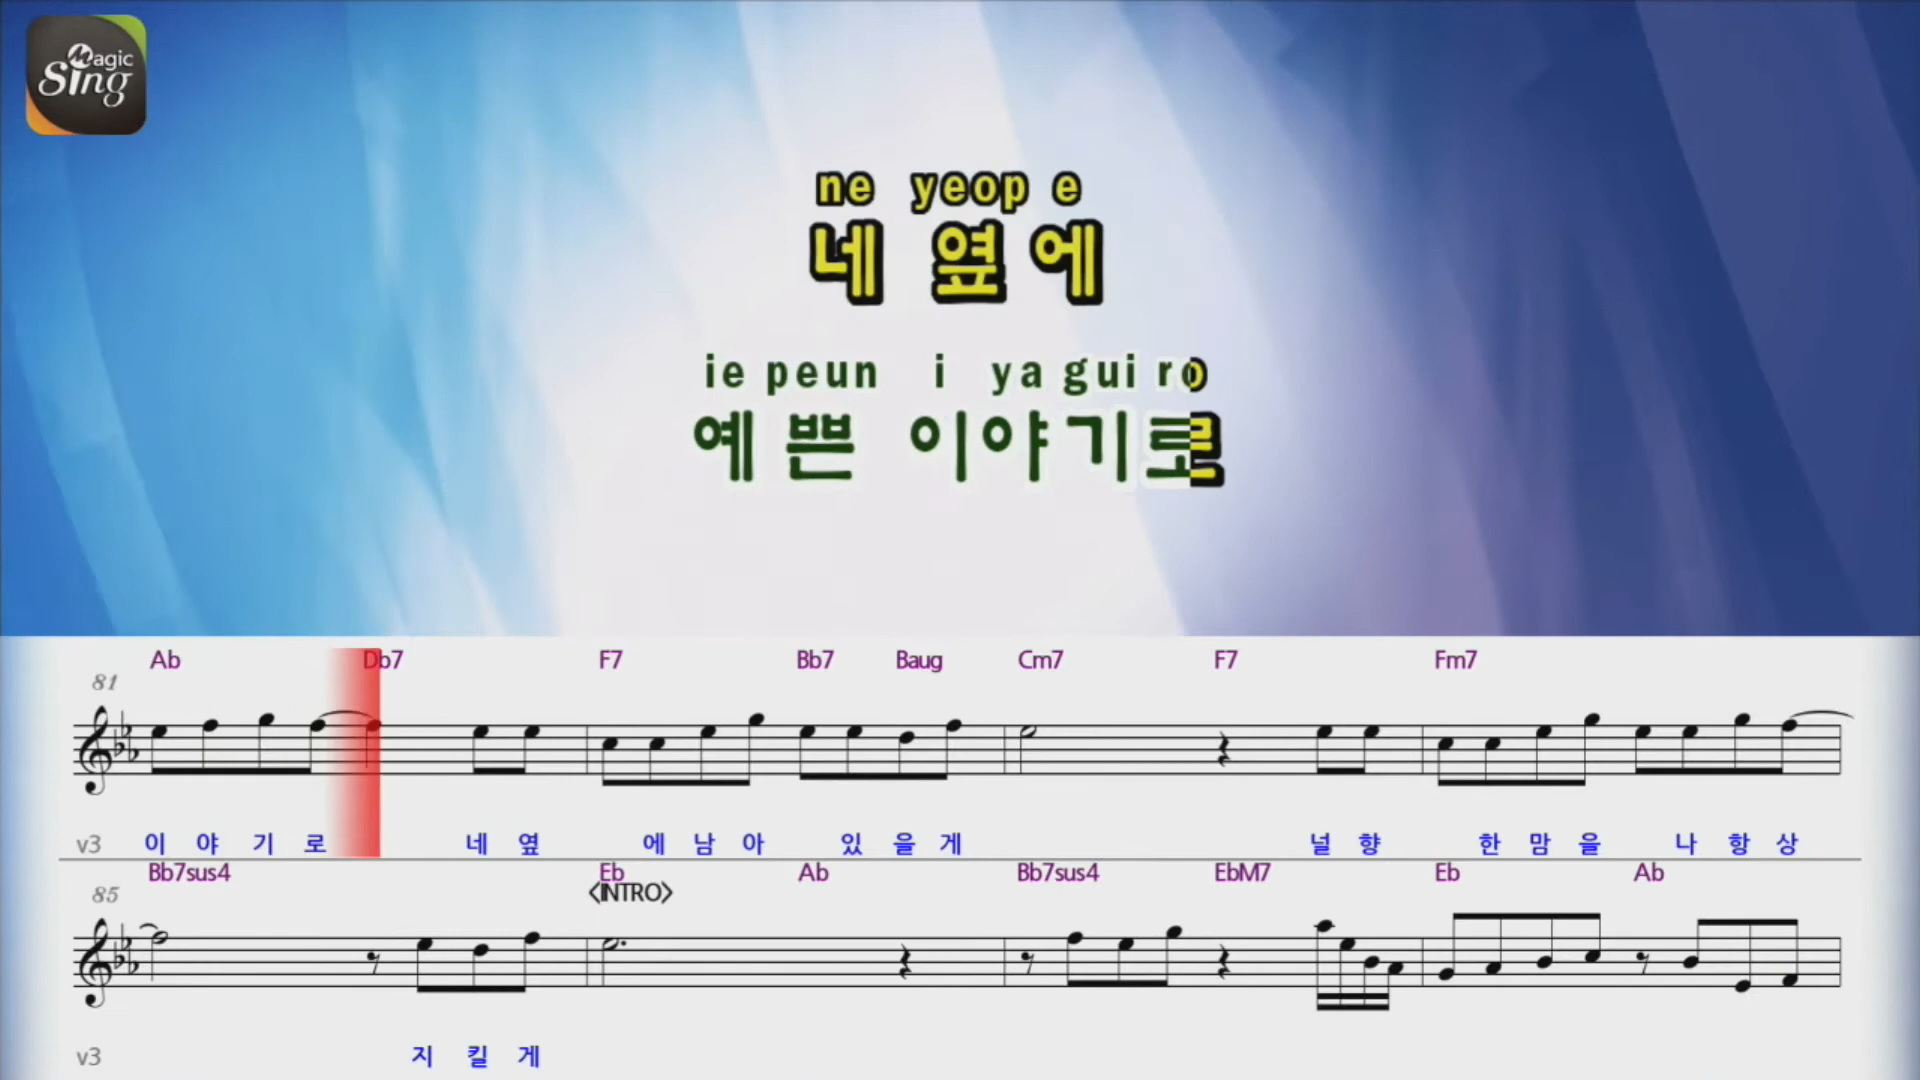 Magic
Sing
ne yeop e
네 옆에
ie peun i ya gui ro
예쁜 이야기로
Ab Db7 F7 Bb7 Baug Cm7 F7 Fm7
81
v3 이 야 기 로 네 옆 에 남 아 있 을 게 널 향 한 맘 을 나 항 상
Bb7sus4 Eb Ab Bb7sus4 EbM7 Eb Ab
85 <INTRO>
v3 지 킬 게